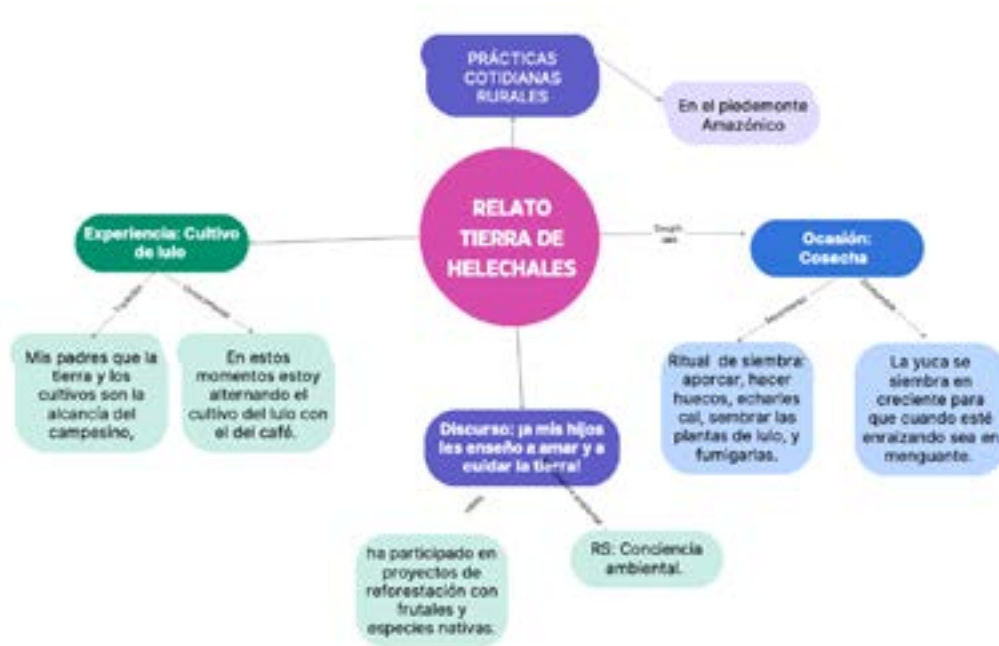 PRÁCTICAS
COTIDIANAS
RURALES
En el piedemonte
Amazónico
RELATO
TIERRA DE
HELECHALES
Experiencia: Cultivo
de lulo
Ocasión:
Cosecha
Mis padres que la
tierra y los
cultivos son la
alcancía del
campesino,
En estos
momentos estoy
alternando el
cultivo del lulo con
el del café.
Ritual de siembra:
aporcar, hacer
huecos, echarles
cal, sembrar las
plantas de lulo, y
fumigarlas.
La yuca se
siembra en
creciente para
que cuando esté
enraizando sea en
menguante.
Discurso: ¡a mis hijos
les enseño a amar y a
cuidar la tierra!
ha participado en
proyectos de
reforestación con
frutales y
especies nativas.
RS: Conciencia
ambiental.